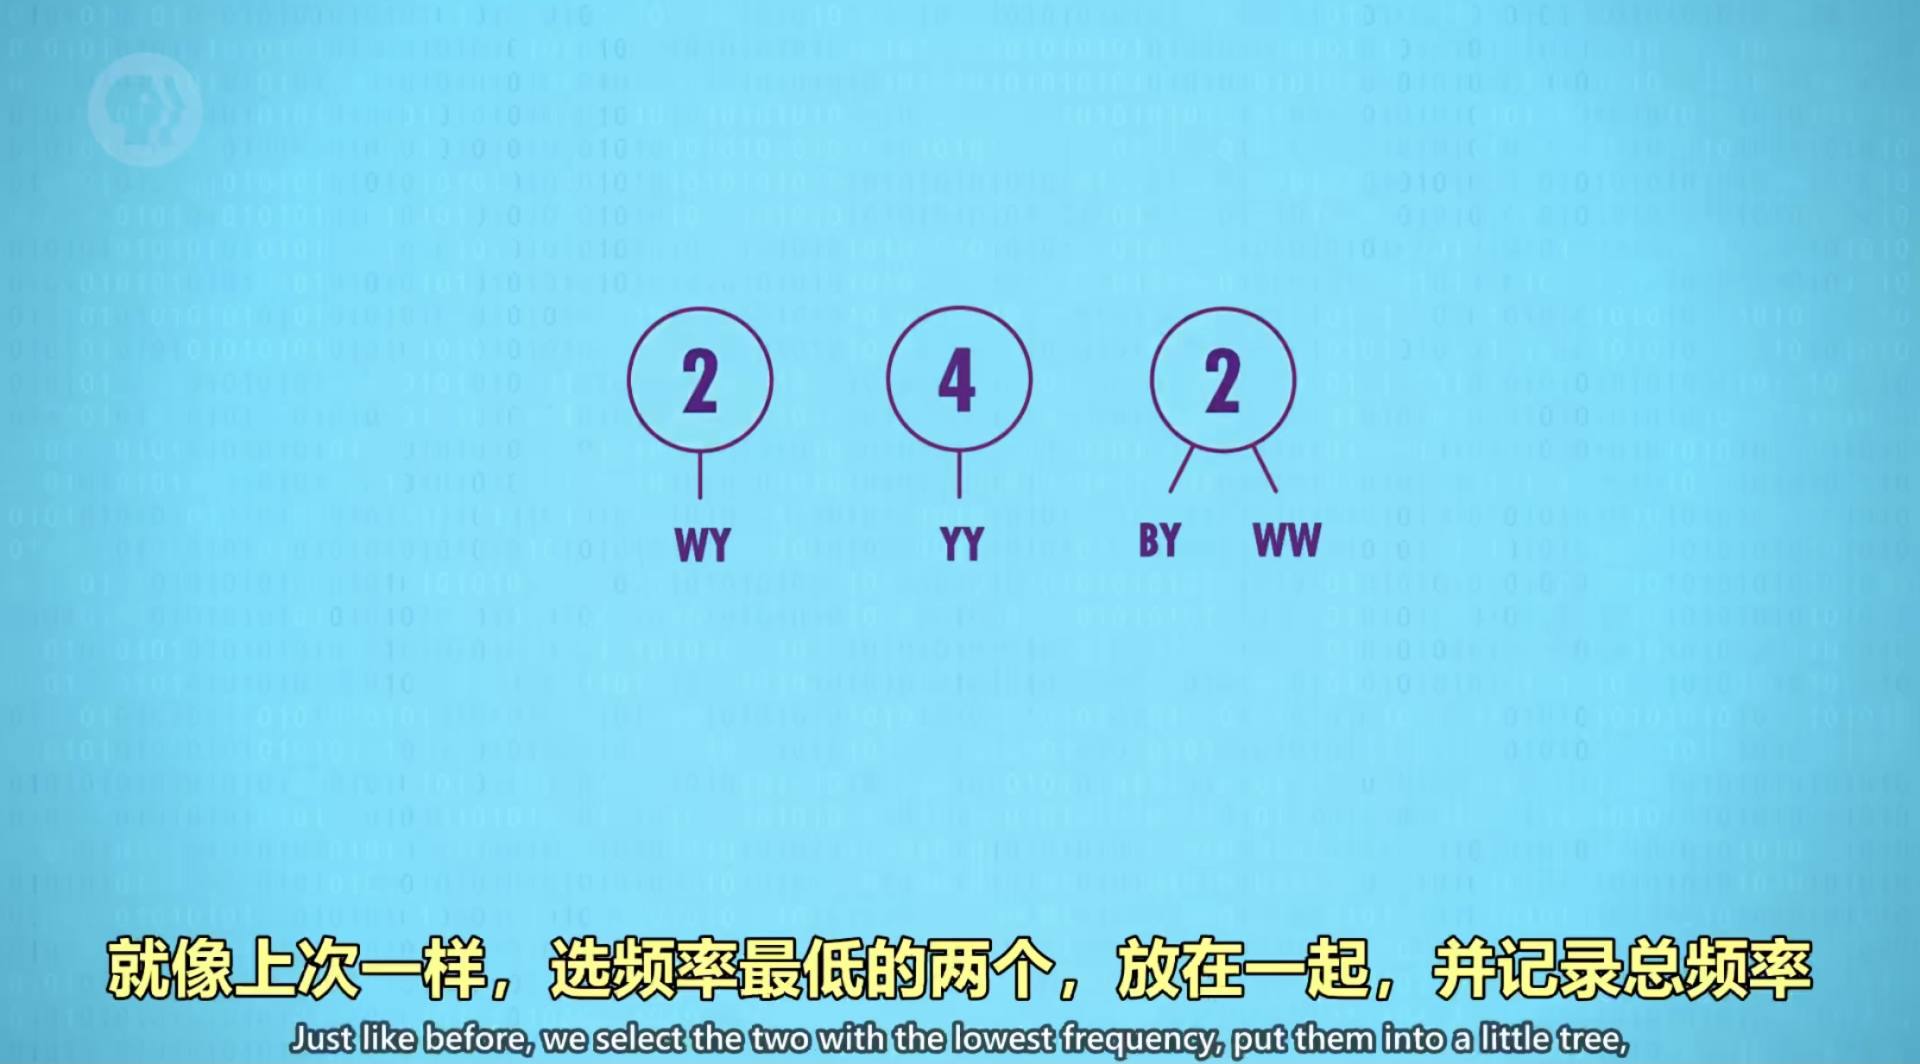 2 4 2
WY YY BY WW
就像上次一样，选频率最低的两个，放在一起，并记录总频率
Just like before, we select the two with the lowest frequency, put them into a little tree,